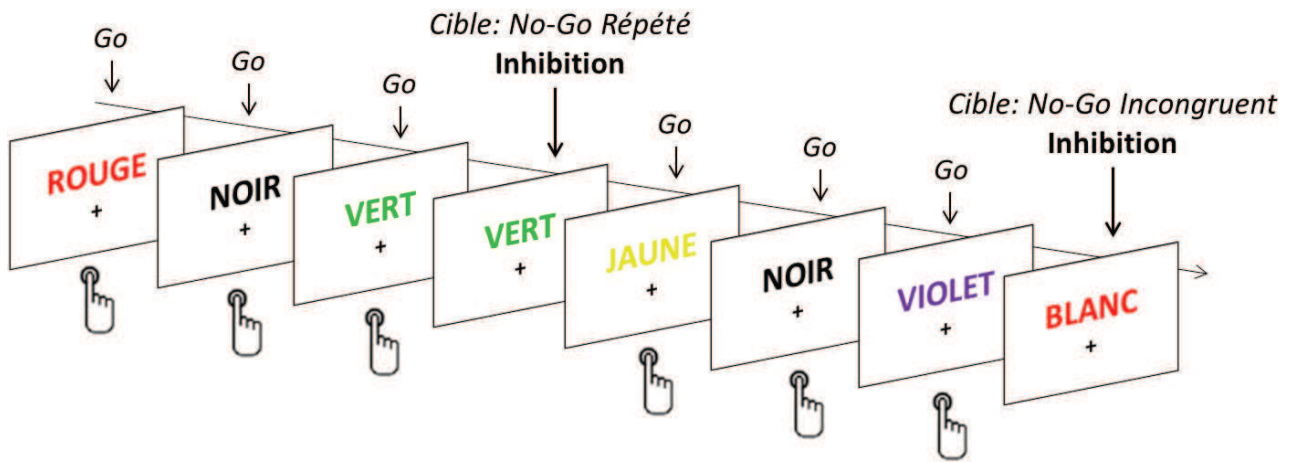 Go
Go
Go
Cible: No-Go Répété
Inhibition
Go
Go
Go
Cible: No-Go Incongruent
Inhibition
ROUGE
+
NOIR
+
VERT
+
VERT
+
JAUNE
+
NOIR
+
VIOLET
+
BLANC
+